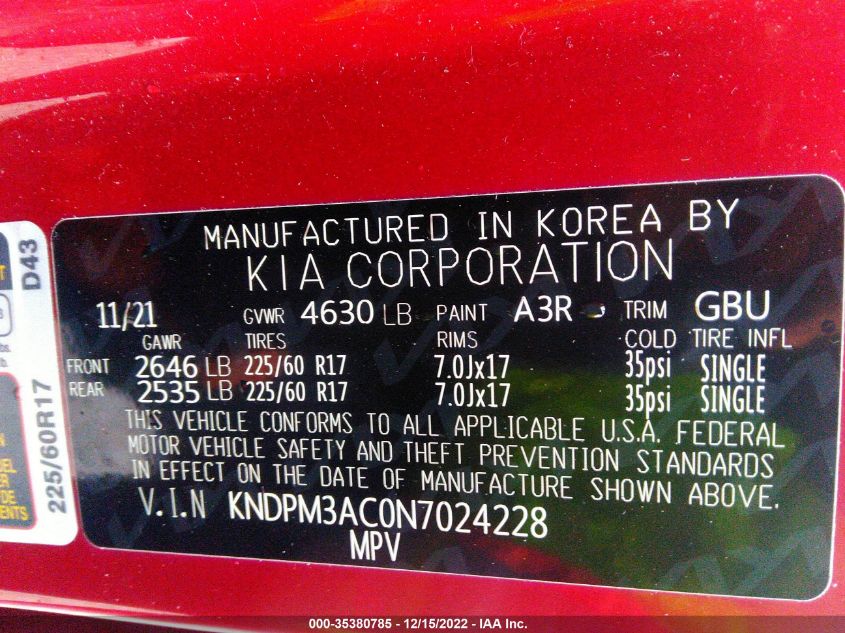 MANUFACTURED IN KOREA BY
KIA CORPORATION
11/21 GVWR 4630 LB PAINT A3R TRIM GBU
GAWR TIRES RIMS COLD TIRE INFL
FRONT 2646 LB 225/60 R17 7.0Jx17 35psi SINGLE
REAR 2535 LB 225/60 R17 7.0Jx17 35psi SINGLE
THIS VEHICLE CONFORMS TO ALL APPLICABLE U.S.A. FEDERAL
MOTOR VEHICLE SAFETY AND THEFT PREVENTION STANDARDS
IN EFFECT ON THE DATE OF MANUFACTURE SHOWN ABOVE.
V.I.N KNDPM3AC0N7024228
MPV
D43
225/60R17
000-35380785 - 12/15/2022 - IAA Inc.